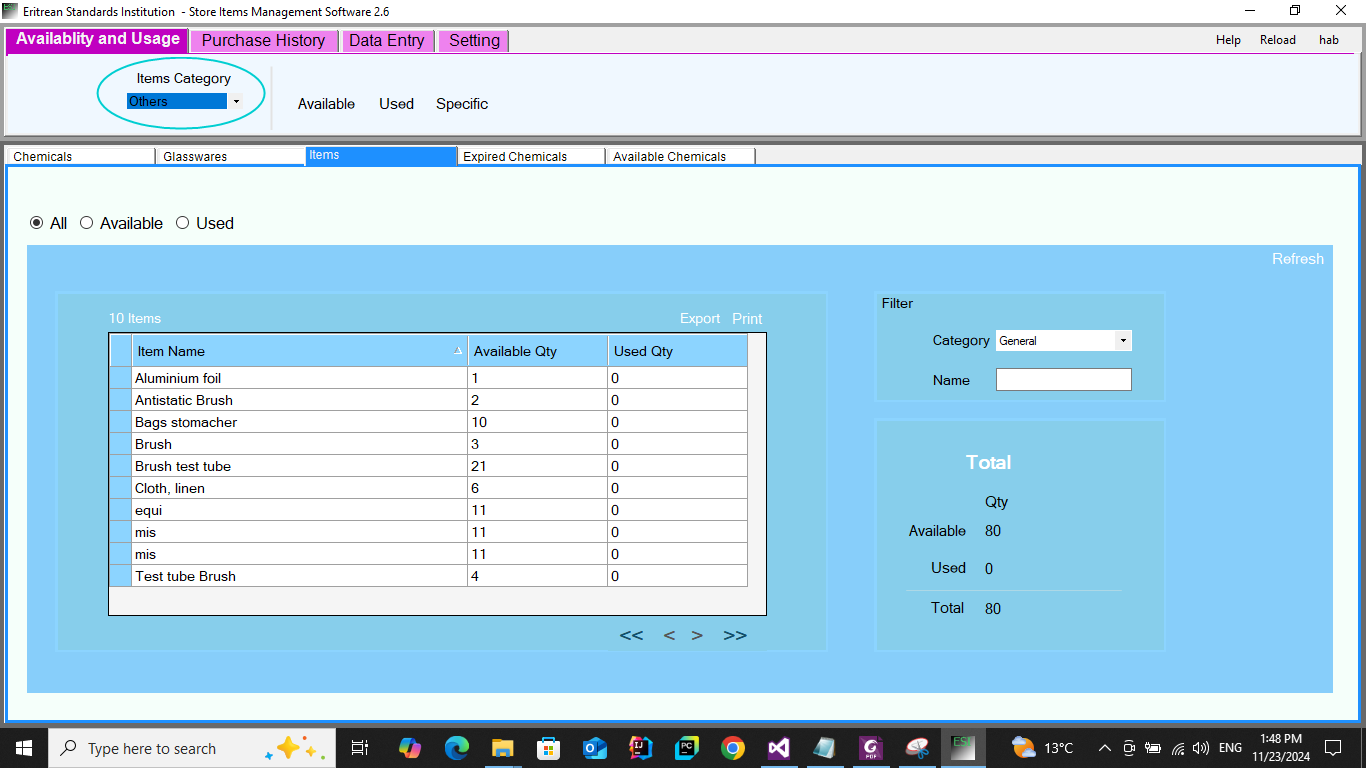 Eritrean Standards Institution - Store Items Management Software 2.6
Availablity and Usage Purchase History Data Entry Setting Help Reload hab
Items Category
Others
Available Used Specific
Chemicals Glasswares Items Expired Chemicals Available Chemicals
All Available Used
Refresh
10 Items Export Print
Item Name Available Qty Used Qty
Aluminium foil 1 0
Antistatic Brush 2 0
Bags stomacher 10 0
Brush 3 0
Brush test tube 21 0
Cloth, linen 6 0
equi 11 0
mis 11 0
mis 11 0
Test tube Brush 4 0
<< < > >>
Filter
Category General
Name
Total
Qty
Available 80
Used 0
Total 80
Type here to search
13°C
ENG
1:48 PM
11/23/2024